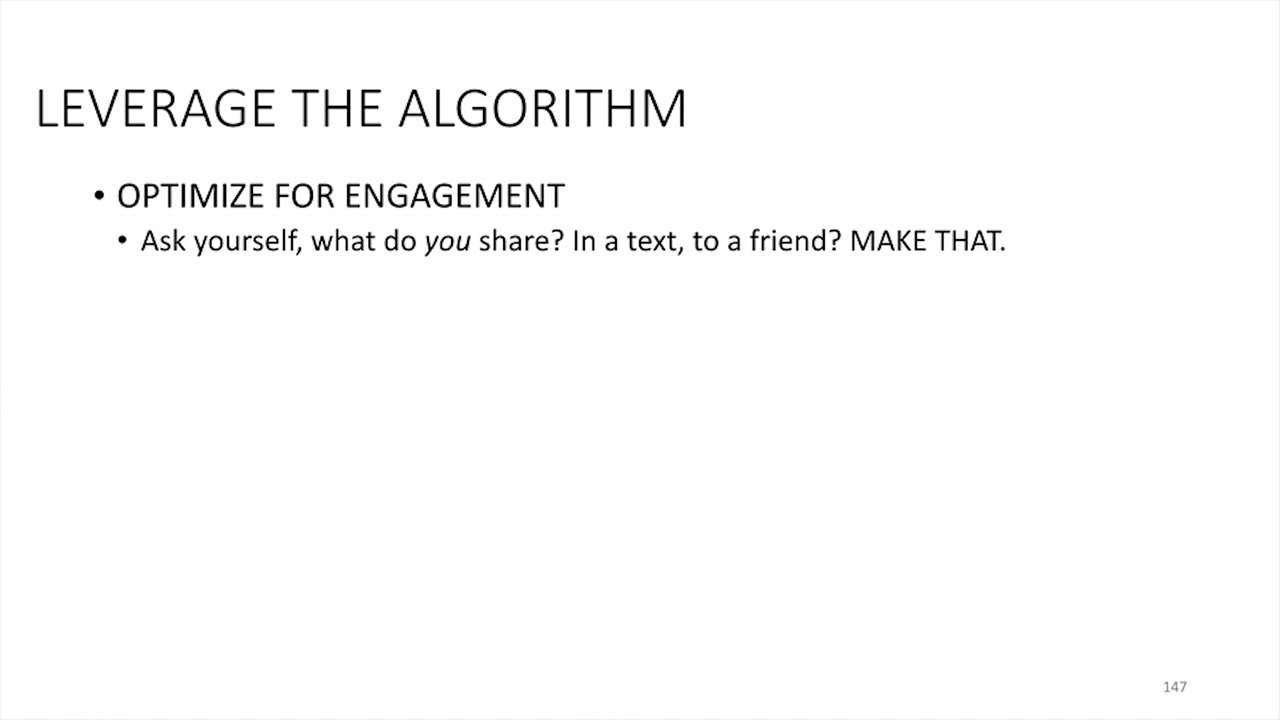 LEVERAGE THE ALGORITHM
• OPTIMIZE FOR ENGAGEMENT
• Ask yourself, what do you share? In a text, to a friend? MAKE THAT.
147